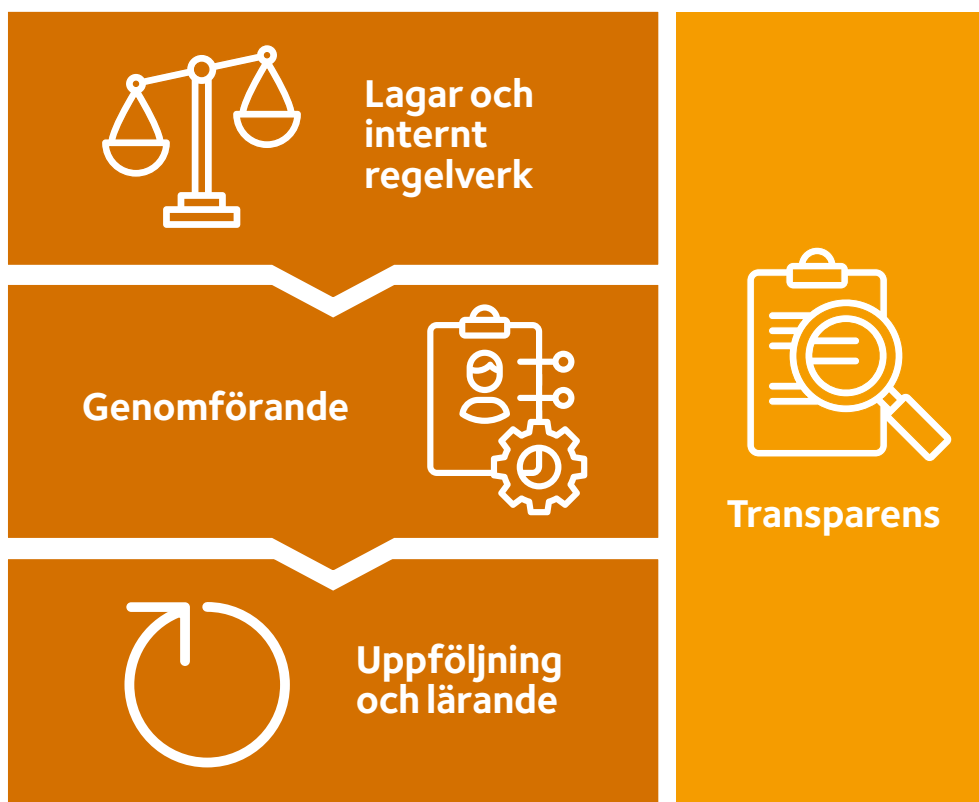 Lagar och
internt
regelverk
Genomförande
Uppföljning
och lärande
Transparens